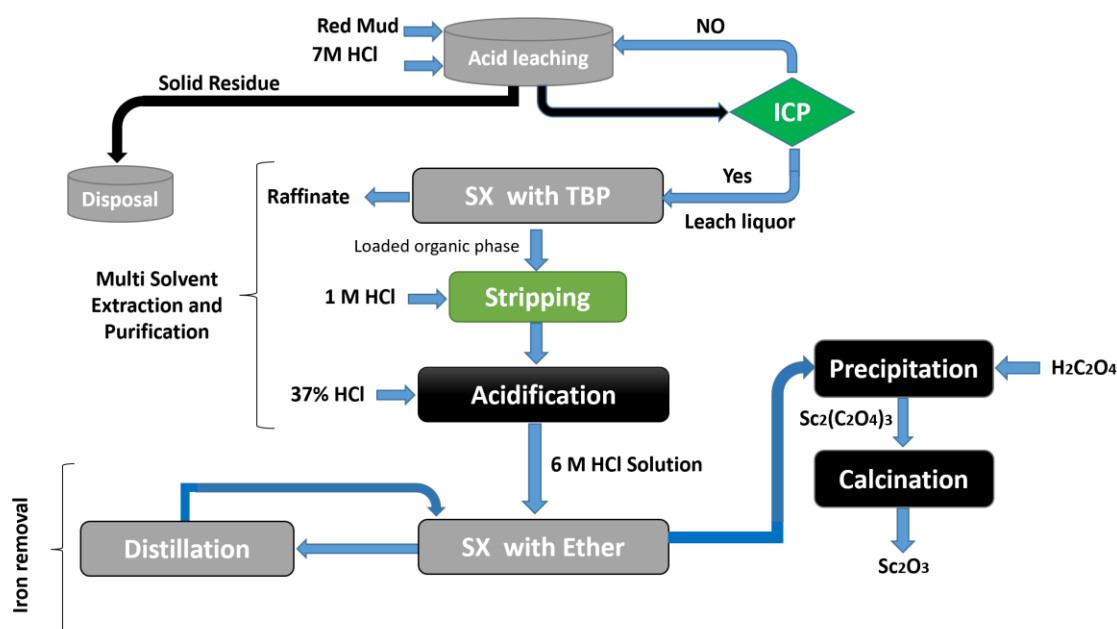 Red Mud
7M HCl
Acid leaching
NO
ICP
Solid Residue
Disposal
Yes
Leach liquor
Raffinate
SX with TBP
Loaded organic phase
Multi Solvent
Extraction and
Purification
1 M HCl
Stripping
37% HCl
Acidification
6 M HCl Solution
Precipitation
H2C2O4
Sc2(C2O4)3
Calcination
Sc2O3
Iron removal
Distillation
SX with Ether